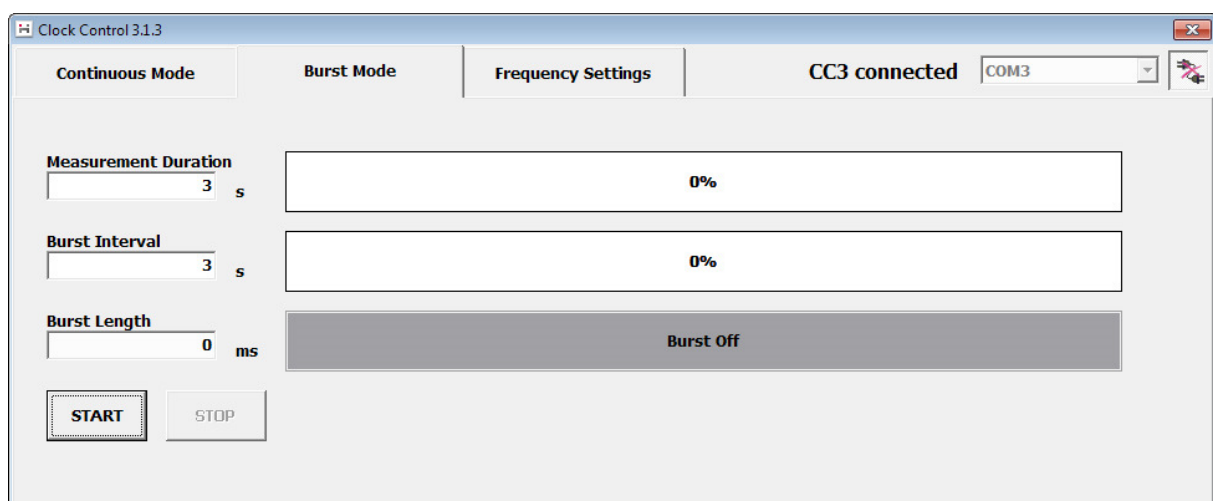 Clock Control 3.1.3
Continuous Mode Burst Mode Frequency Settings CC3 connected COM3
Measurement Duration
3 s 0%
Burst Interval
3 s 0%
Burst Length
0 ms Burst Off
START STOP